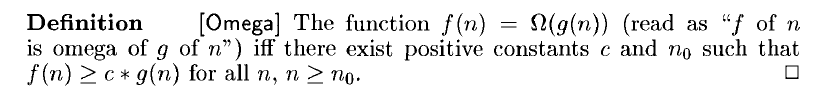 Definition [Omega] The function f(n) = Ω(g(n)) (read as “f of n
is omega of g of n”) iff there exist positive constants c and n₀ such that
f(n) ≥ c * g(n) for all n, n ≥ n₀. □